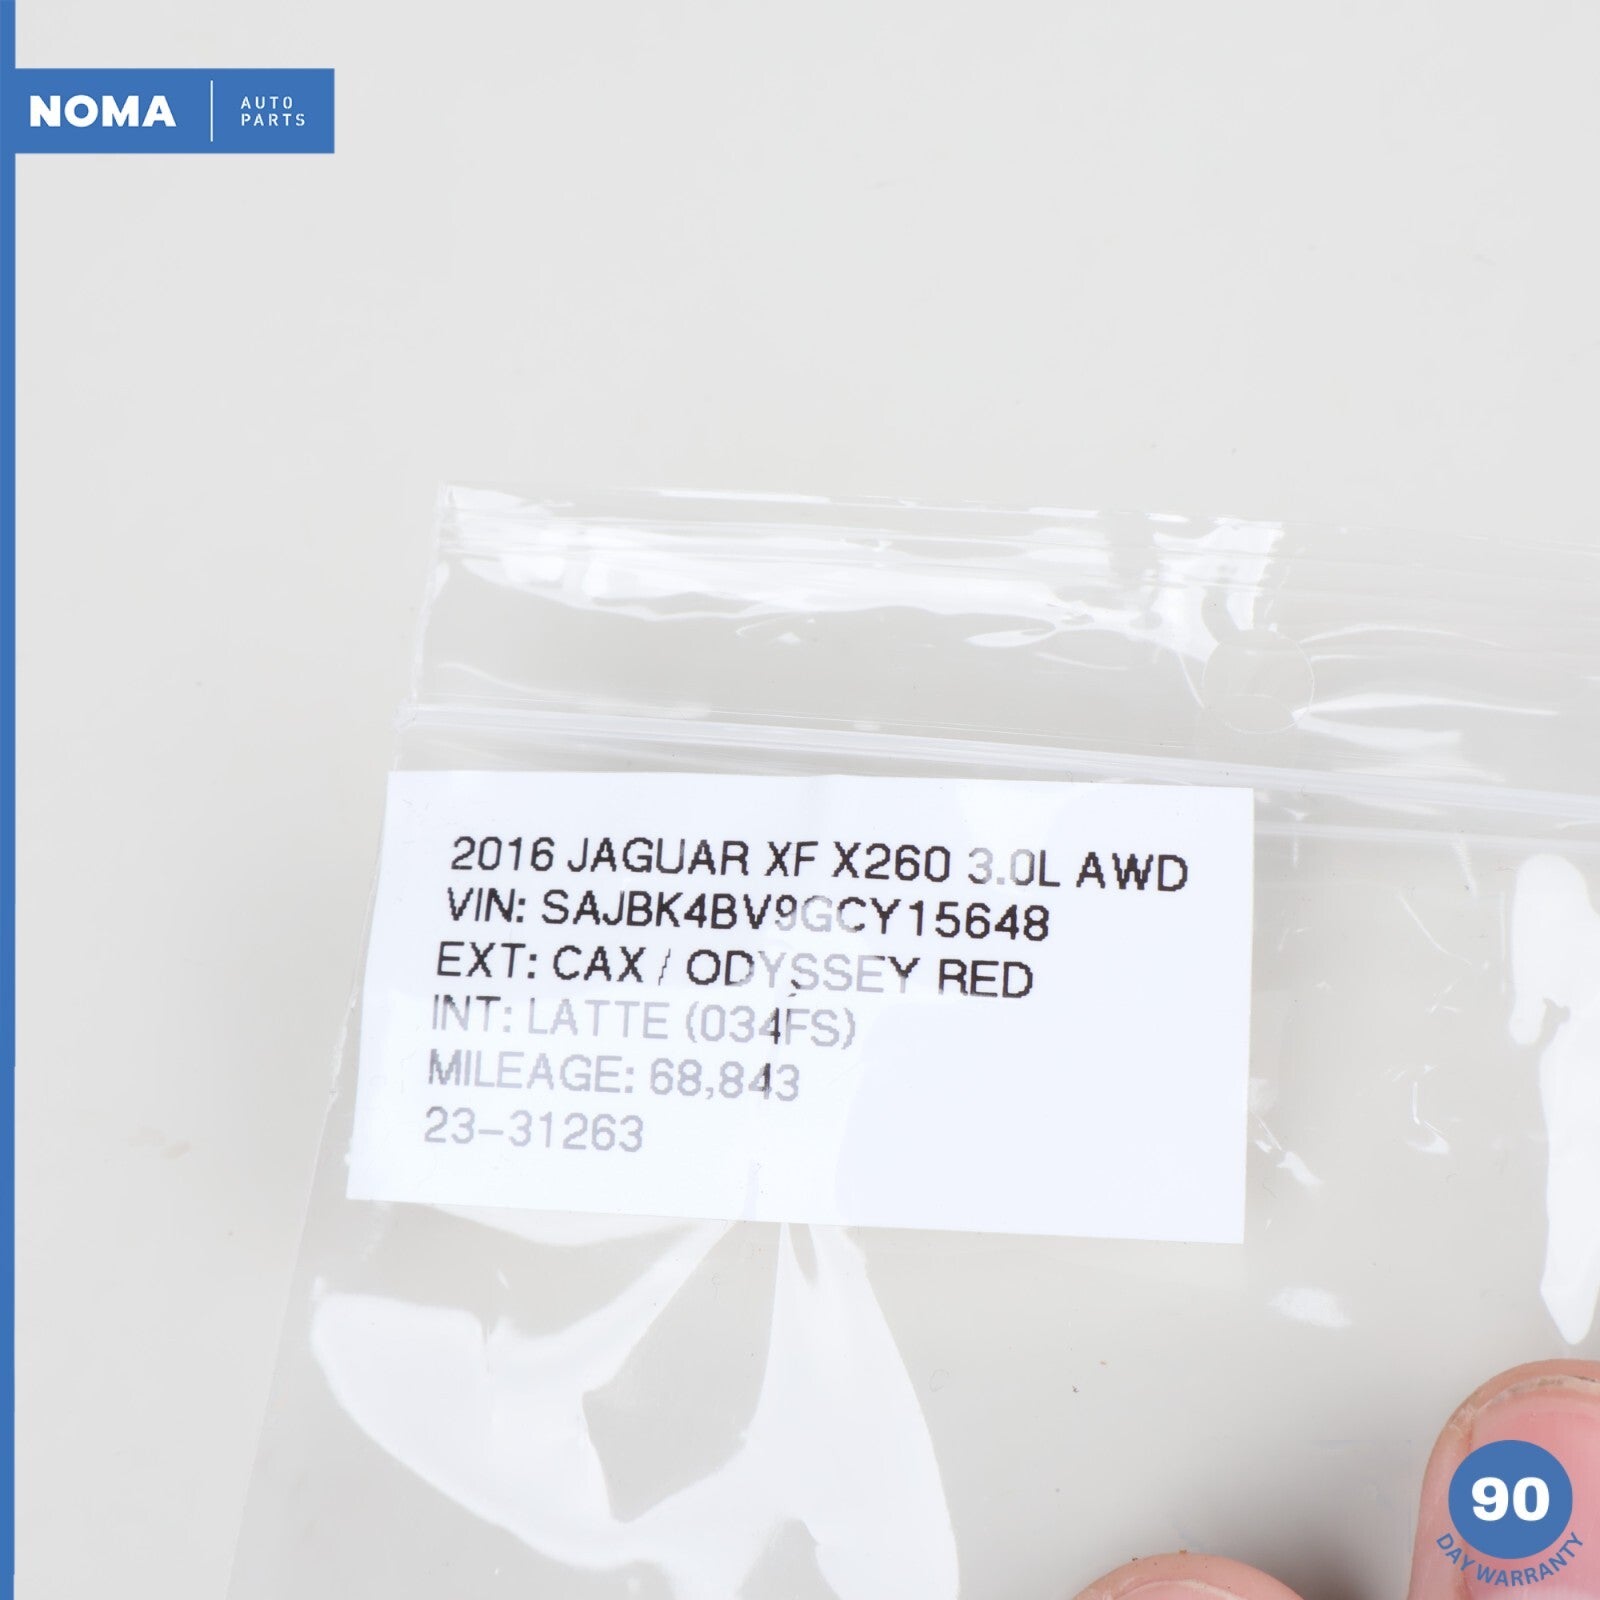 NOMA
AUTO
PARTS
2016 JAGUAR XF X260 3.0L AWD
VIN: SAJBK4BV9GCY15648
EXT: CAX / ODYSSEY RED
INT: LATTE (034FS)
MILEAGE: 68,843
23-31263
90
DAY WARRANTY